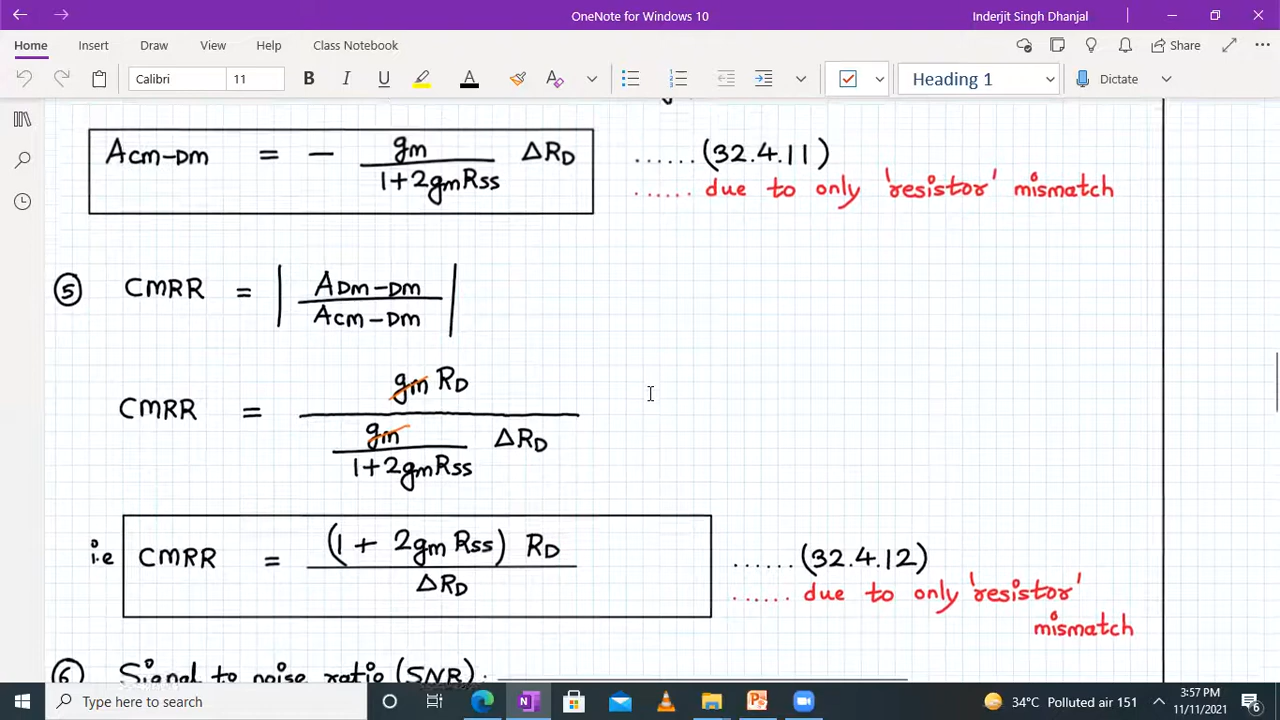 OneNote for Windows 10
Inderjit Singh Dhanjal
Home Insert Draw View Help Class Notebook
Share
Calibri 11 B I U A Heading 1 Dictate
Acm-Dm = - gm / 1+2gmRss ΔRD ......(32.4.11)
...... due to only 'resistor' mismatch
⑤ CMRR = | ADm-Dm / Acm-Dm |
CMRR = gm RD / gm / 1+2gmRss ΔRD
i.e CMRR = (1 + 2gm Rss) RD / ΔRD ......(32.4.12)
...... due to only 'resistor'
mismatch
⑥ Signal to noise ratio (SNR):
Type here to search
34°C Polluted air 151
3:57 PM
11/11/2021
6